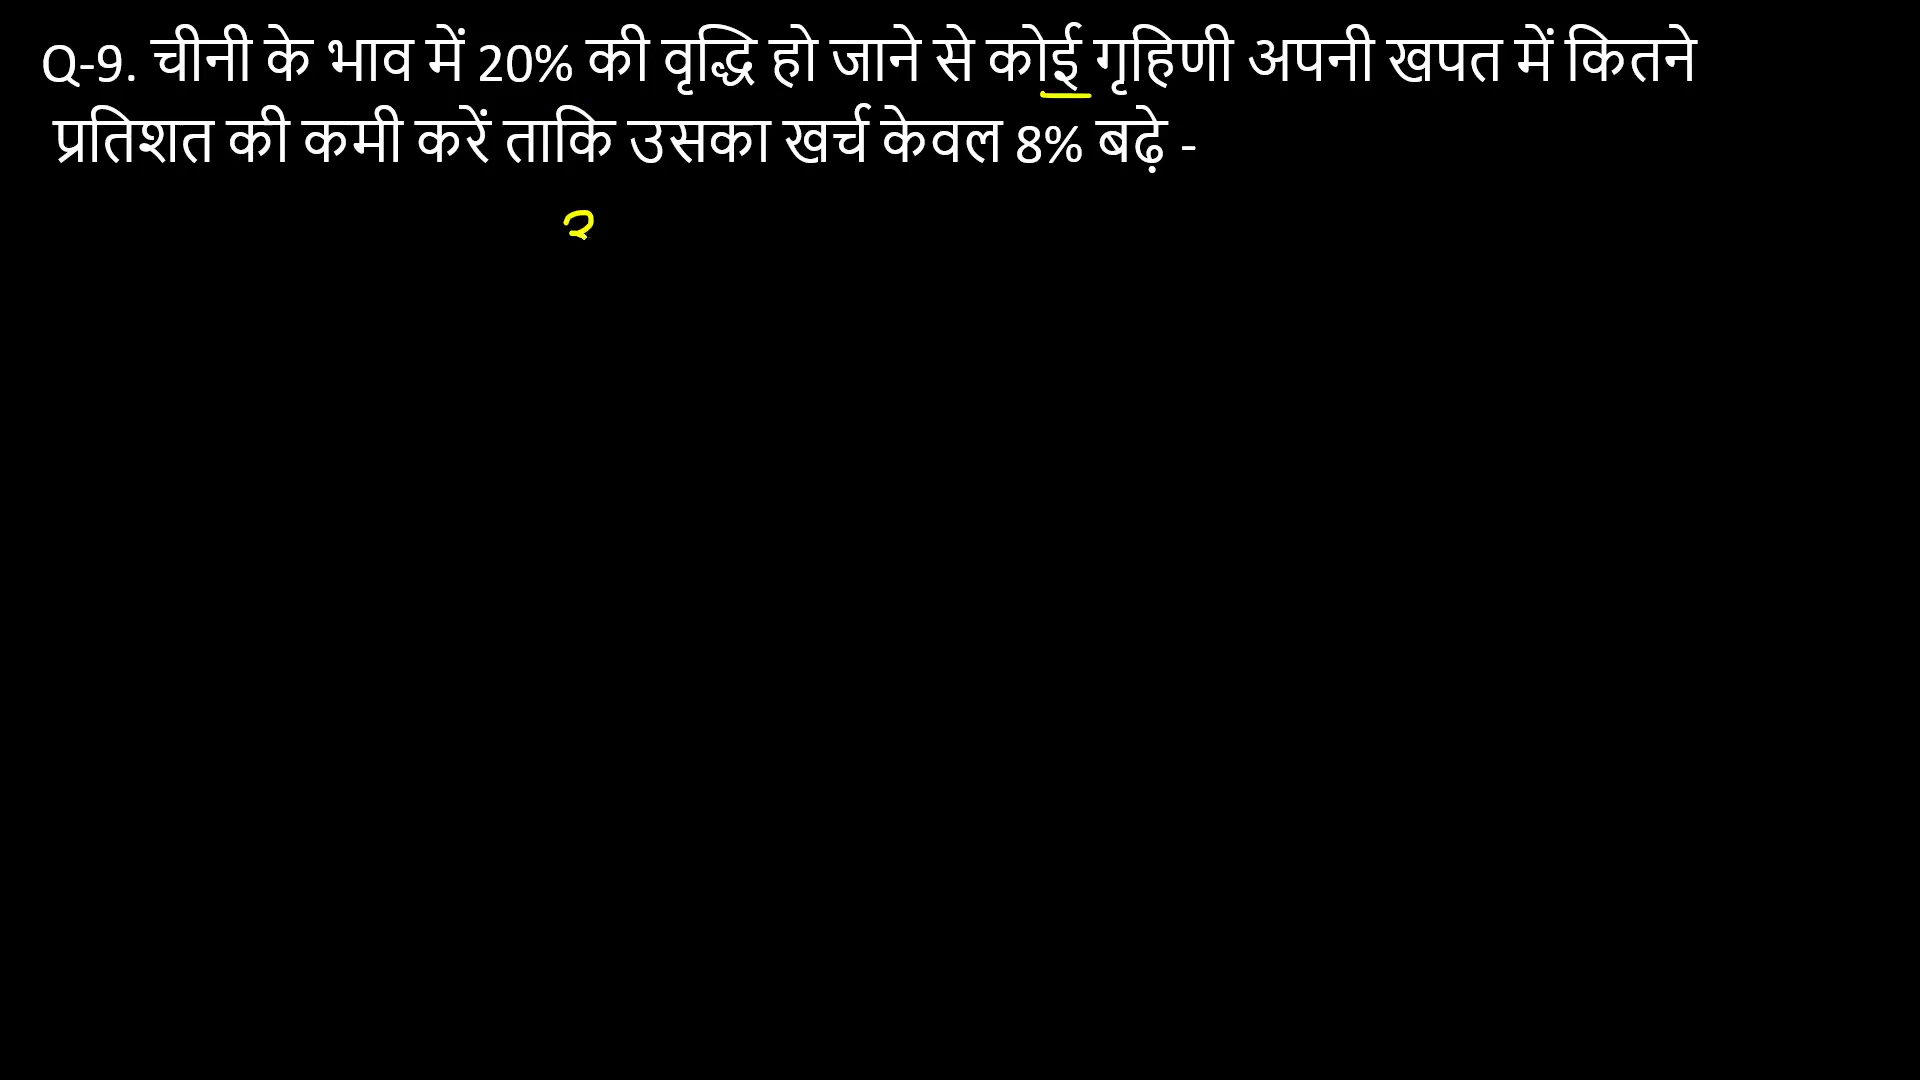 Q-9. चीनी के भाव में 20% की वृद्धि हो जाने से कोई गृहिणी अपनी खपत में कितने
प्रतिशत की कमी करें ताकि उसका खर्च केवल 8% बढ़े -